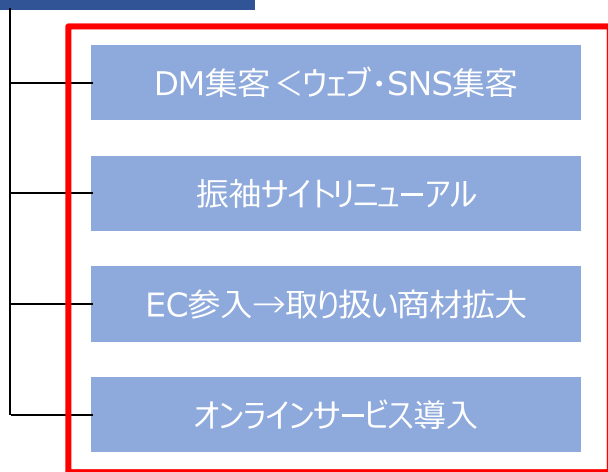 DM集客＜ウェブ・SNS集客
振袖サイトリニューアル
EC参入→取り扱い商材拡大
オンラインサービス導入